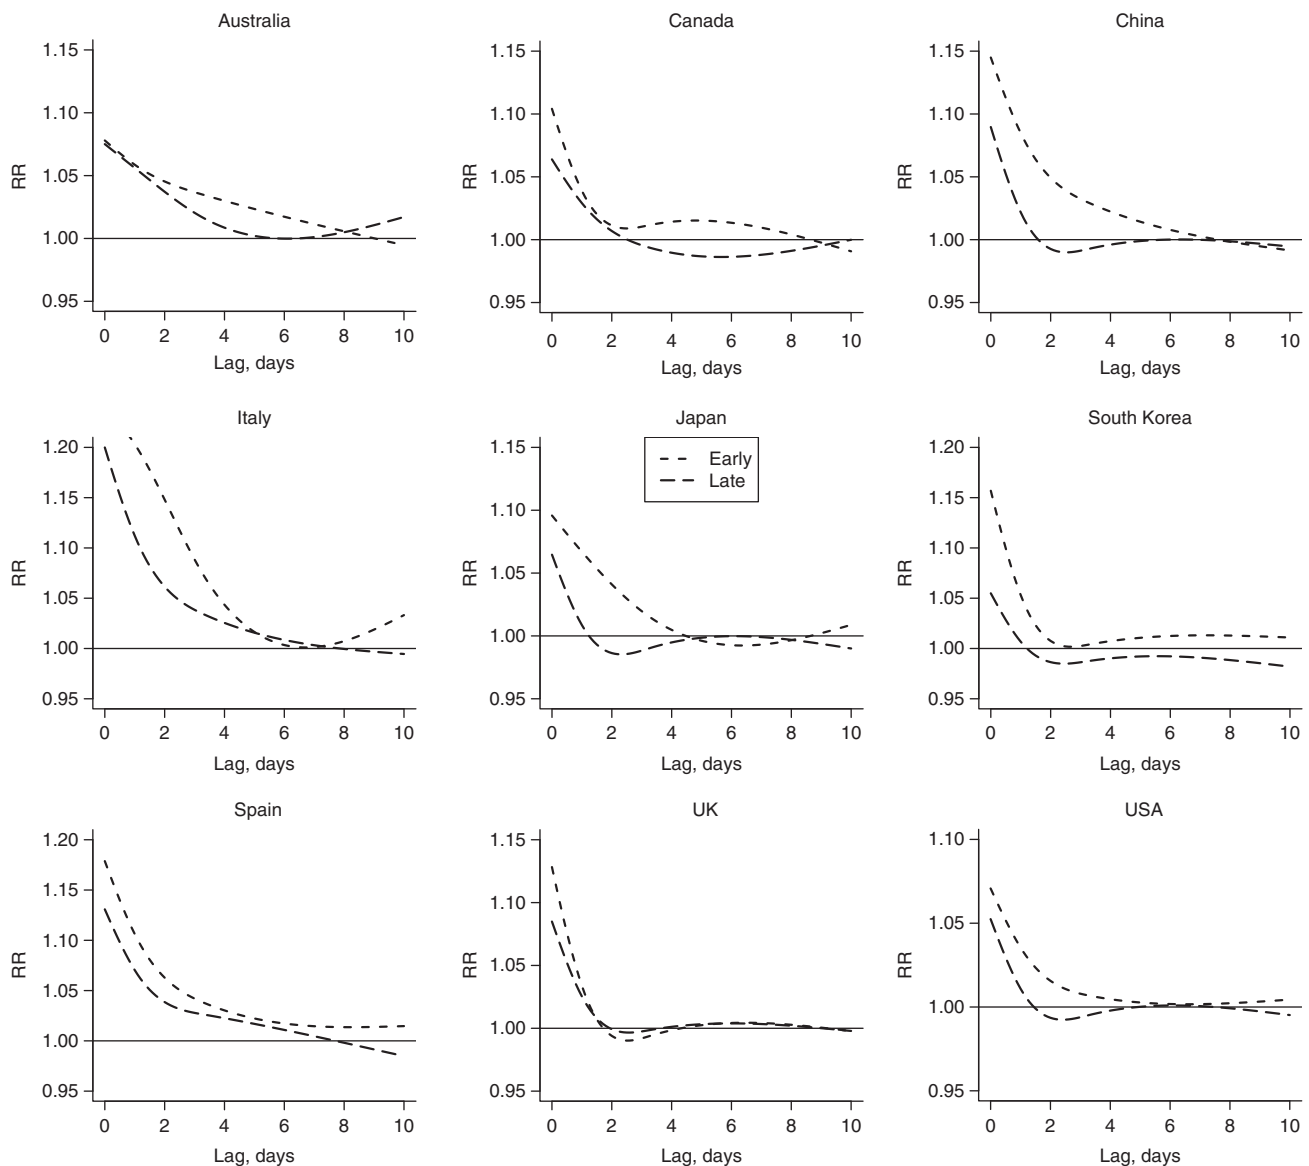 Australia
Canada
China
1.15
1.10
1.05
1.00
0.95
RR
0 2 4 6 8 10
Lag, days
1.15
1.10
1.05
1.00
0.95
RR
0 2 4 6 8 10
Lag, days
1.15
1.10
1.05
1.00
0.95
RR
0 2 4 6 8 10
Lag, days
Italy
Japan
South Korea
1.20
1.15
1.10
1.05
1.00
0.95
RR
0 2 4 6 8 10
Lag, days
1.15
1.10
1.05
1.00
0.95
RR
Early
Late
0 2 4 6 8 10
Lag, days
1.20
1.15
1.10
1.05
1.00
0.95
RR
0 2 4 6 8 10
Lag, days
Spain
UK
USA
1.20
1.15
1.10
1.05
1.00
0.95
RR
0 2 4 6 8 10
Lag, days
1.15
1.10
1.05
1.00
0.95
RR
0 2 4 6 8 10
Lag, days
1.10
1.05
1.00
0.95
RR
0 2 4 6 8 10
Lag, days